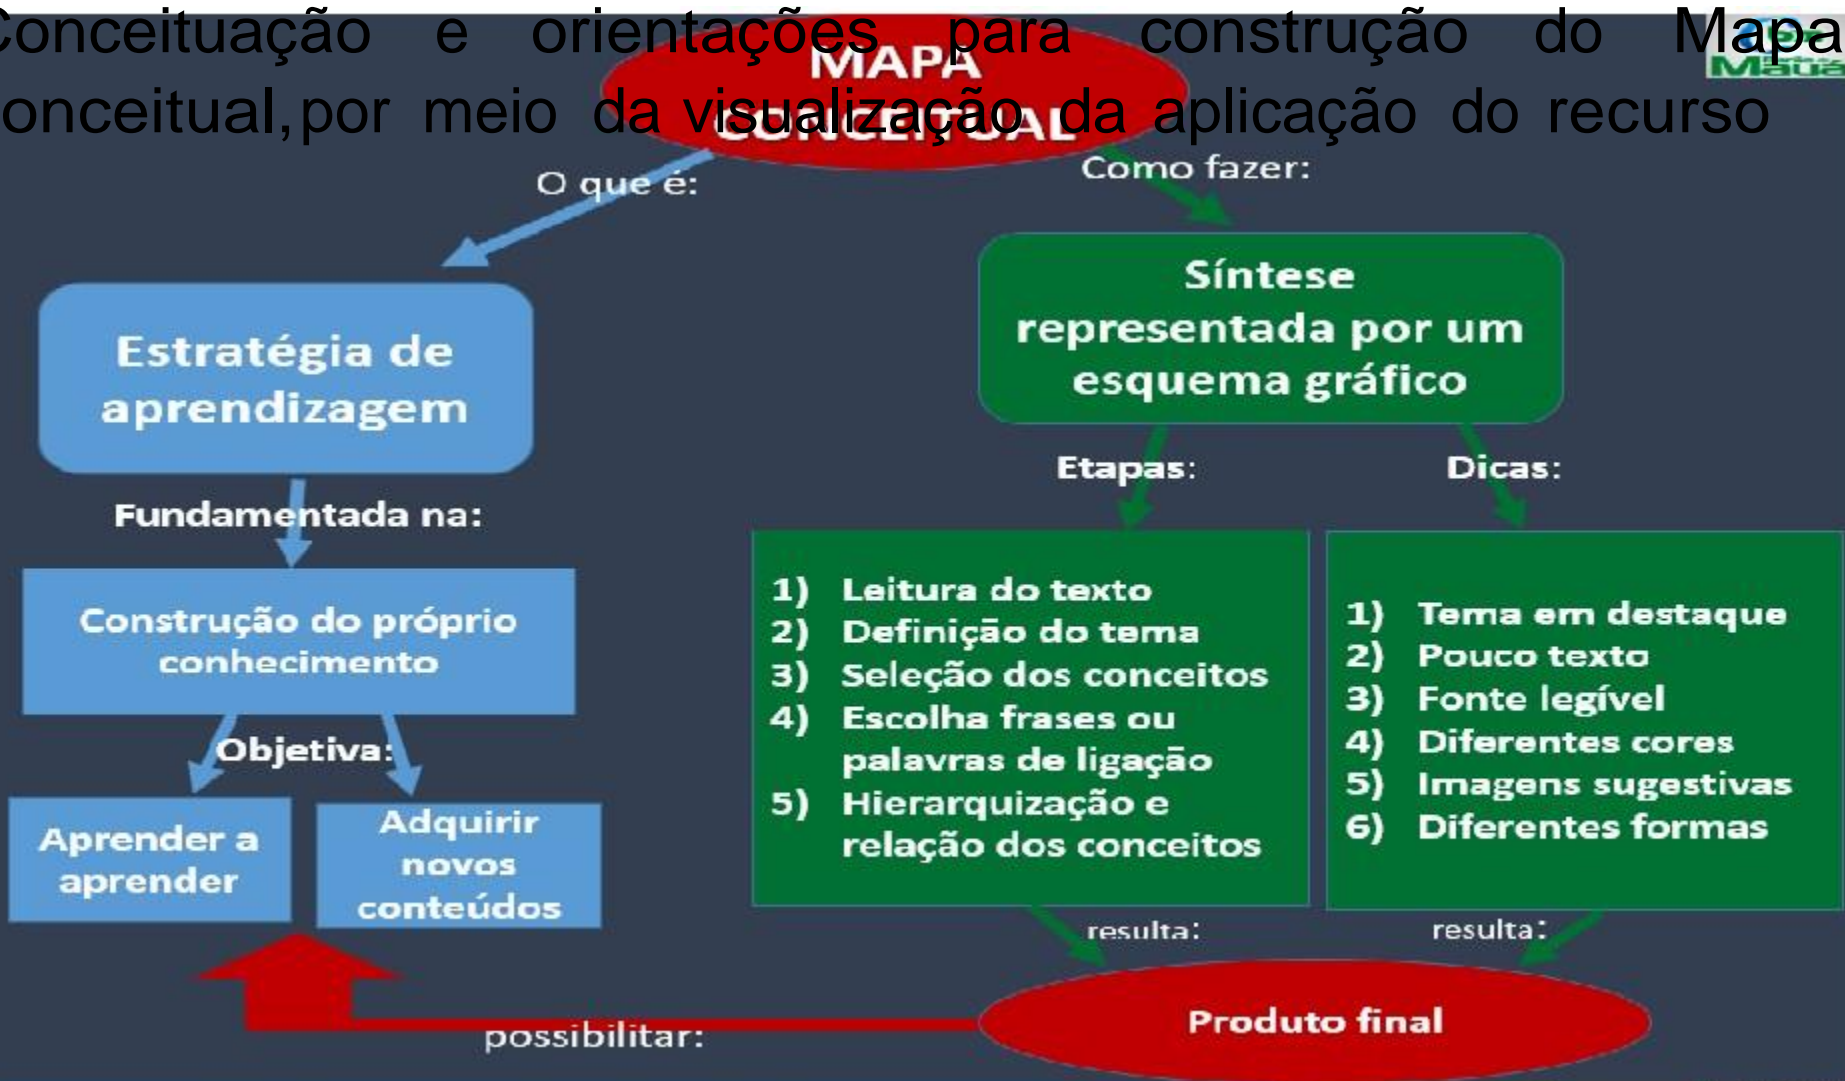 Conceituação e orientações para construção do Mapa
onceitual,por meio da visualização da aplicação do recurso
MAPA
CONCEITUAL
Mauá
O que é:
Como fazer:
Estratégia de
aprendizagem
Fundamentada na:
Construção do próprio
conhecimento
Objetiva:
Aprender a
aprender
Adquirir
novos
conteúdos
Síntese
representada por um
esquema gráfico
Etapas:
Dicas:
1) Leitura do texto
2) Definição do tema
3) Seleção dos conceitos
4) Escolha frases ou
palavras de ligação
5) Hierarquização e
relação dos conceitos
1) Tema em destaque
2) Pouco texto
3) Fonte legível
4) Diferentes cores
5) Imagens sugestivas
6) Diferentes formas
resulta:
resulta:
Produto final
possibilitar: